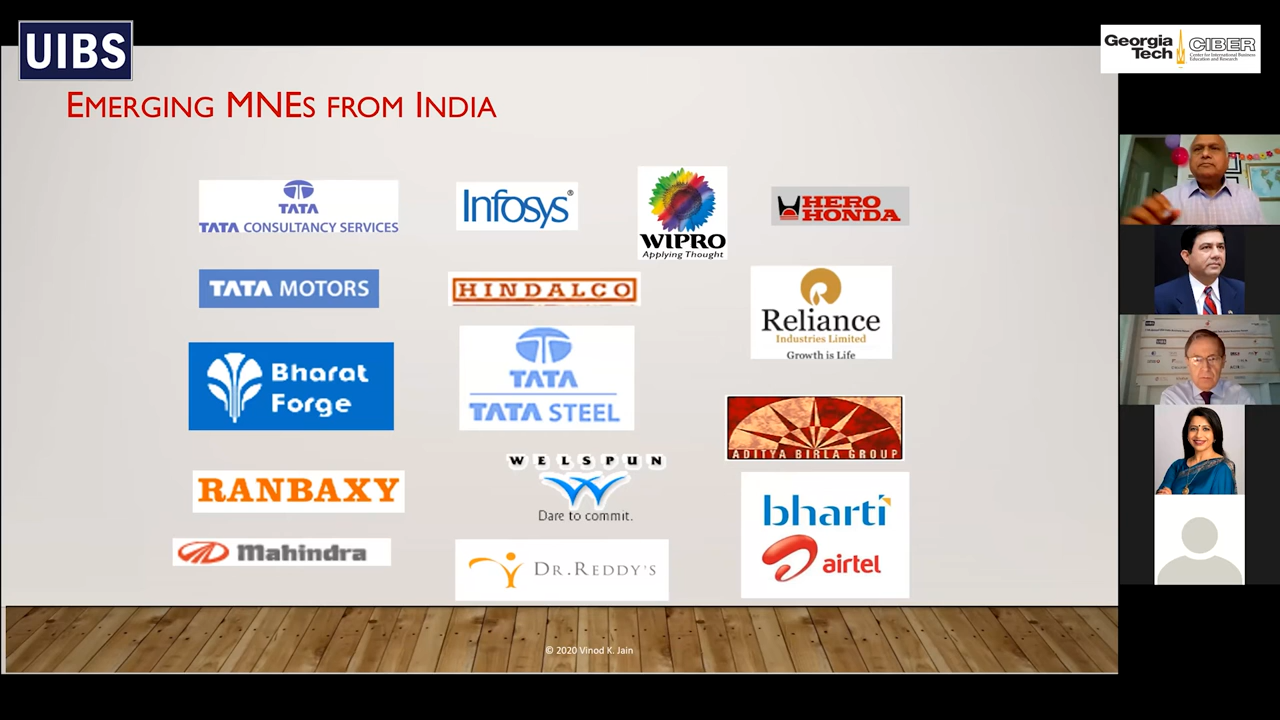 UIBS
Georgia Tech
CIBER
Center for International Business
Education and Research
EMERGING MNES FROM INDIA
TATA
TATA CONSULTANCY SERVICES
Infosys®
WIPRO
Applying Thought
HERO
HONDA
TATA MOTORS
HINDALCO
Reliance
Industries Limited
Growth is Life
Bharat
Forge
TATA
TATA STEEL
ADITYA BIRLA GROUP
RANBAXY
WELSPUN
Dare to commit.
bharti
airtel
Mahindra
DR.REDDY'S
© 2020 Vinod K. Jain